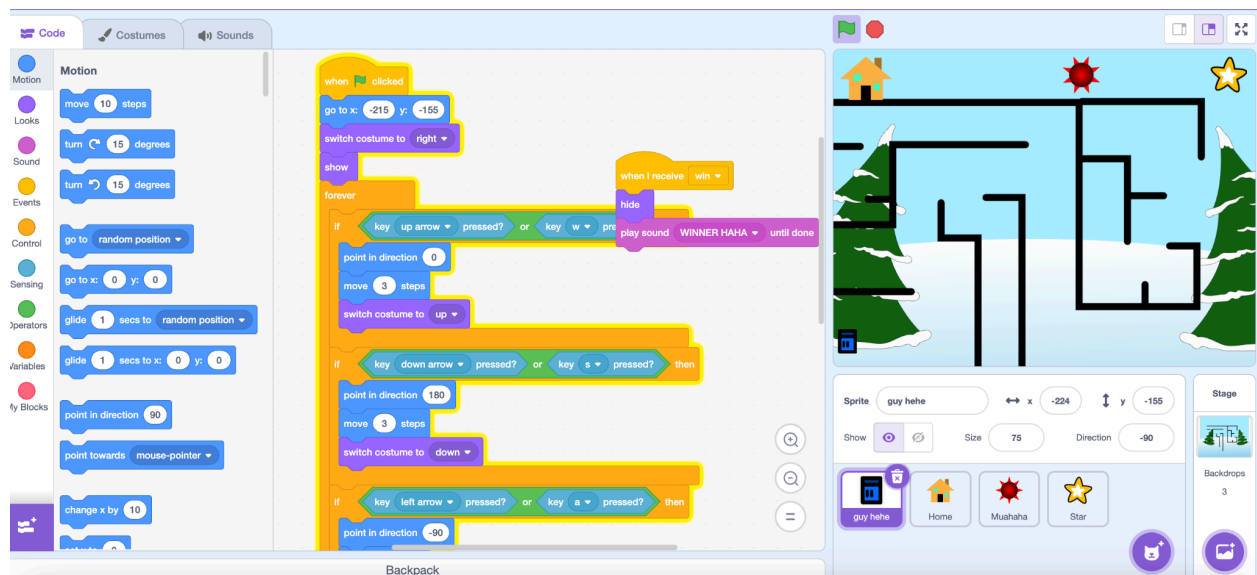 Code
Costumes
Sounds
Motion
Looks
Sound
Events
Control
Sensing
Operators
Variables
My Blocks
Motion
move 10 steps
turn 15 degrees
turn 15 degrees
go to random position
go to x: 0 y: 0
glide 1 secs to random position
glide 1 secs to x: 0 y: 0
point in direction 90
point towards mouse-pointer
change x by 10
when clicked
go to x: -215 y: -155
switch costume to right
show
forever
if key up arrow pressed? or key w pre
point in direction 0
move 3 steps
switch costume to up
if key down arrow pressed? or key s pressed? then
point in direction 180
move 3 steps
switch costume to down
if key left arrow pressed? or key a pressed? then
point in direction -90
when I receive win
hide
play sound WINNER HAHA until done
Backpack
Sprite guy hehe x -224 y -155
Show Size 75 Direction -90
guy hehe
Home
Muahaha
Star
Stage
Backdrops
3